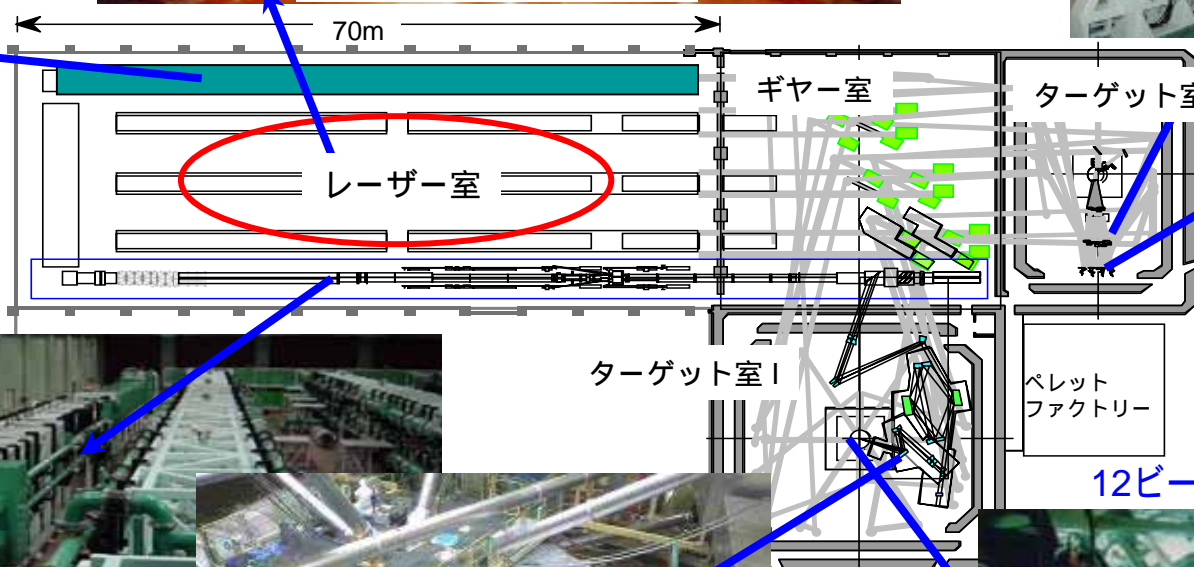 70m
ギヤー室
ターゲット室
レーザー室
ターゲット室 I
ペレット
ファクトリー
12ビー